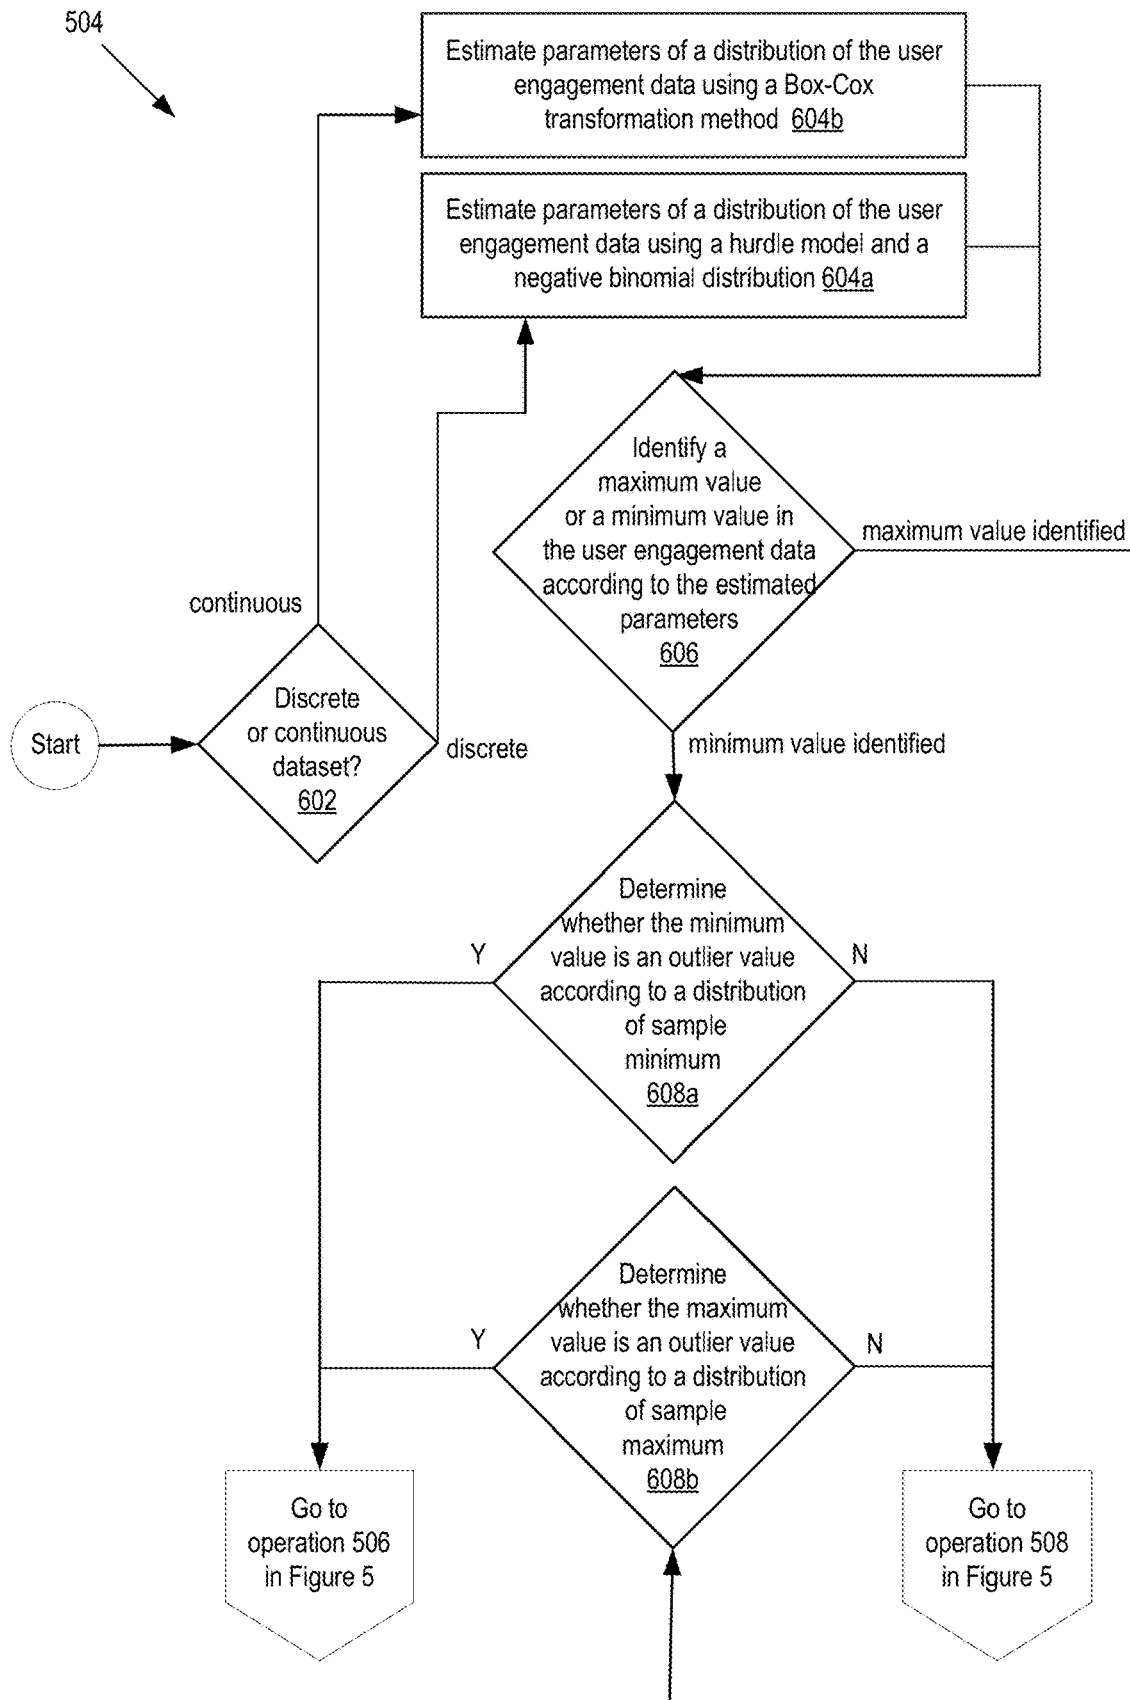 504
Estimate parameters of a distribution of the user
engagement data using a Box-Cox
transformation method 604b
Estimate parameters of a distribution of the user
engagement data using a hurdle model and a
negative binomial distribution 604a
Identify a
maximum value
or a minimum value in
the user engagement data
according to the estimated
parameters
606
maximum value identified
continuous
Start
Discrete
or continuous
dataset?
602
discrete
minimum value identified
Determine
whether the minimum
value is an outlier value
according to a distribution
of sample
minimum
608a
Y
N
Determine
whether the maximum
value is an outlier value
according to a distribution
of sample
maximum
608b
Y
N
Go to
operation 506
in Figure 5
Go to
operation 508
in Figure 5